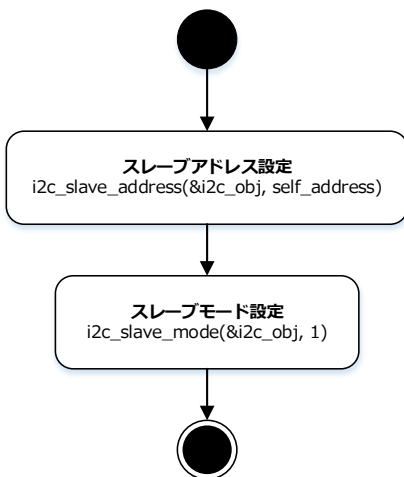 スレーブアドレス設定
i2c_slave_address(&i2c_obj, self_address)
スレーブモード設定
i2c_slave_mode(&i2c_obj, 1)